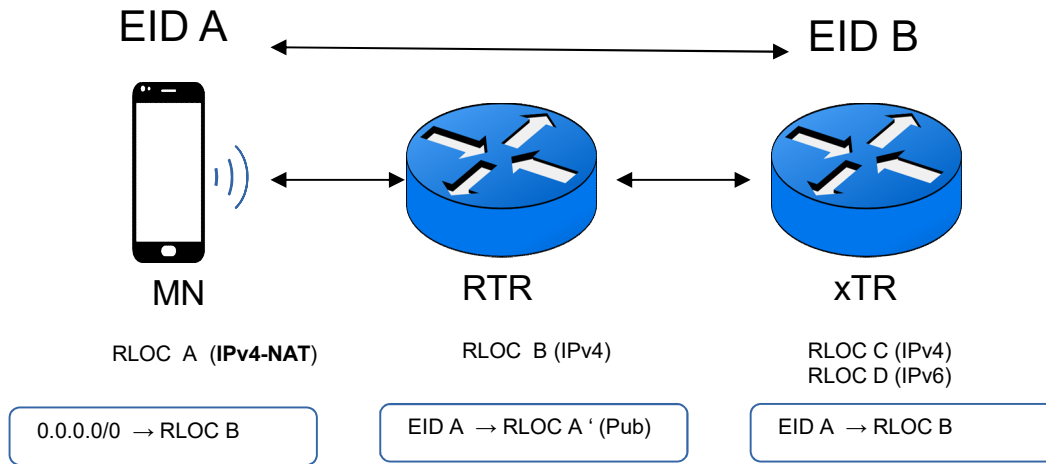 EID A
EID B
MN
RTR
xTR
RLOC A (IPv4-NAT)
RLOC B (IPv4)
RLOC C (IPv4)
RLOC D (IPv6)
0.0.0.0/0 → RLOC B
EID A → RLOC A ‘ (Pub)
EID A → RLOC B